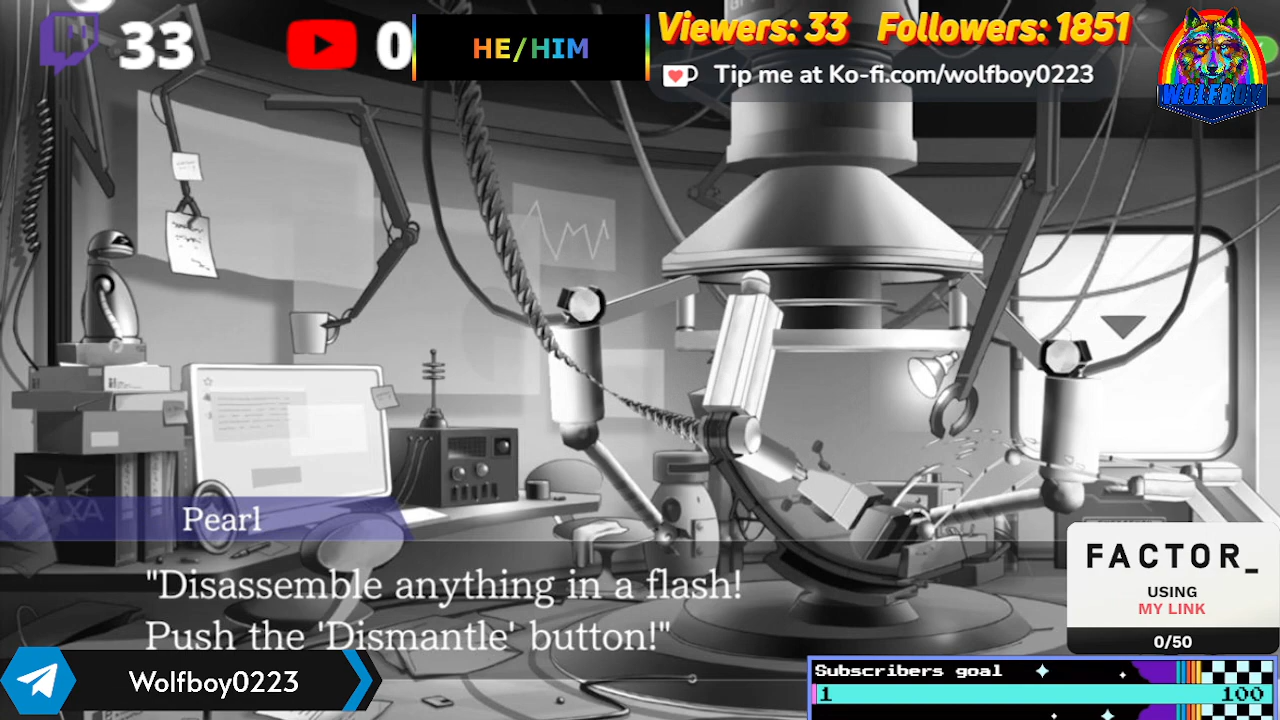 33
0
HE/HIM
Viewers: 33 Followers: 1851
Tip me at Ko-fi.com/wolfboy0223
WOLFBOY
Pearl
"Disassemble anything in a flash!
Push the 'Dismantle' button!"
FACTOR_
USING
MY LINK
0/50
Wolfboy0223
Subscribers goal
1
100